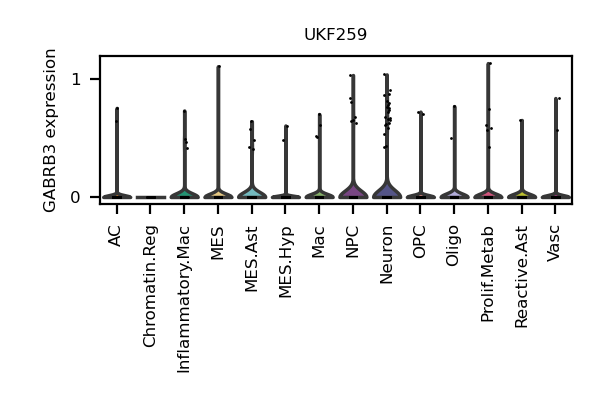 UKF259
GABRB3 expression
1
0
AC
Chromatin.Reg
Inflammatory.Mac
MES
MES.Ast
MES.Hyp
Mac
NPC
Neuron
OPC
Oligo
Prolif.Metab
Reactive.Ast
Vasc